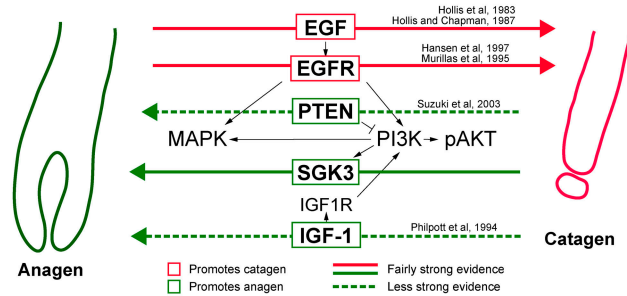 EGF
Hollis et al, 1983
Hollis and Chapman, 1987
EGFR
Hansen et al, 1997
Murillas et al, 1995
PTEN
Suzuki et al, 2003
MAPK
PI3K
pAKT
SGK3
IGF1R
IGF-1
Philpott et al, 1994
Anagen
Catagen
Promotes catagen
Fairly strong evidence
Promotes anagen
Less strong evidence